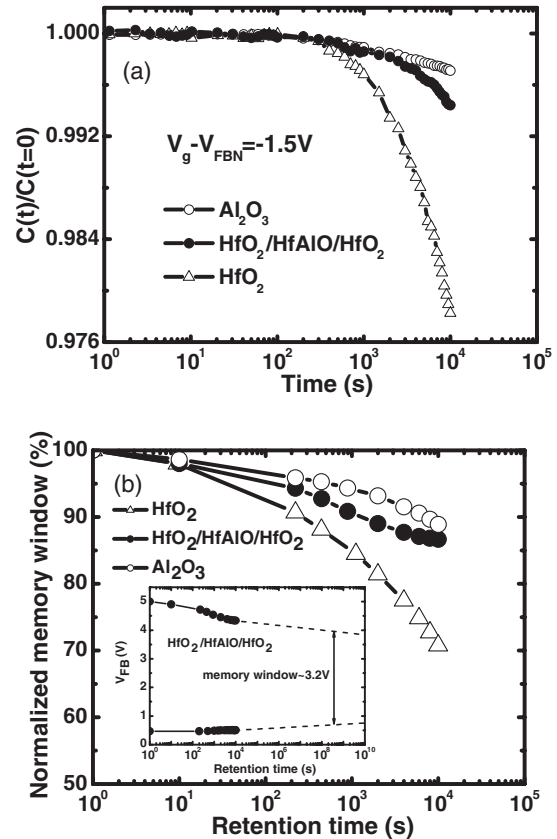 1.000
0.992
0.984
0.976
C(t)/C(t=0)
(a)
V_g-V_FBN=-1.5V
Al₂O₃
HfO₂/HfAlO/HfO₂
HfO₂
10⁰ 10¹ 10² 10³ 10⁴ 10⁵
Time (s)
100
90
80
70
60
50
Normalized memory window (%)
(b)
HfO₂
HfO₂/HfAlO/HfO₂
Al₂O₃
5
4
3
2
1
0
V_FB(V)
HfO₂/HfAlO/HfO₂
memory window~3.2V
10⁰ 10² 10⁴ 10⁶ 10⁸ 10¹⁰
Retention time (s)
10⁰ 10¹ 10² 10³ 10⁴ 10⁵
Retention time (s)